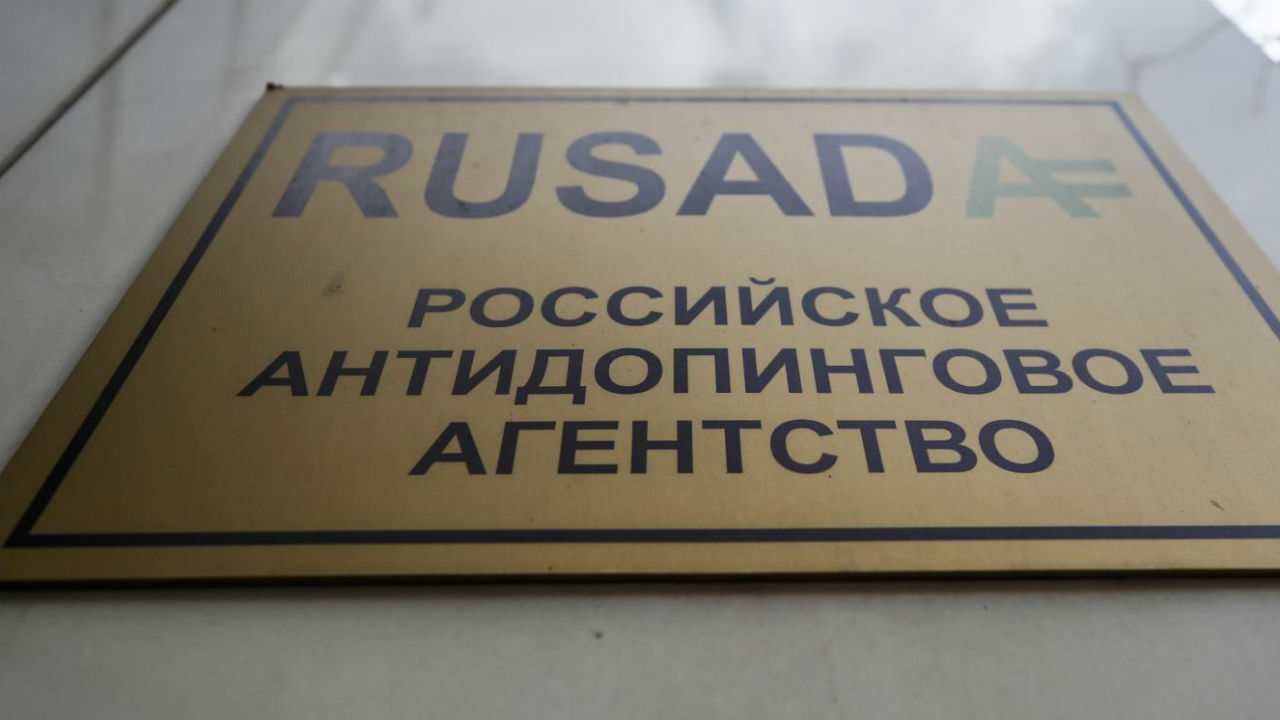 RUSADA
РОССИЙСКОЕ
АНТИДОПИНГОВОЕ
АГЕНТСТВО